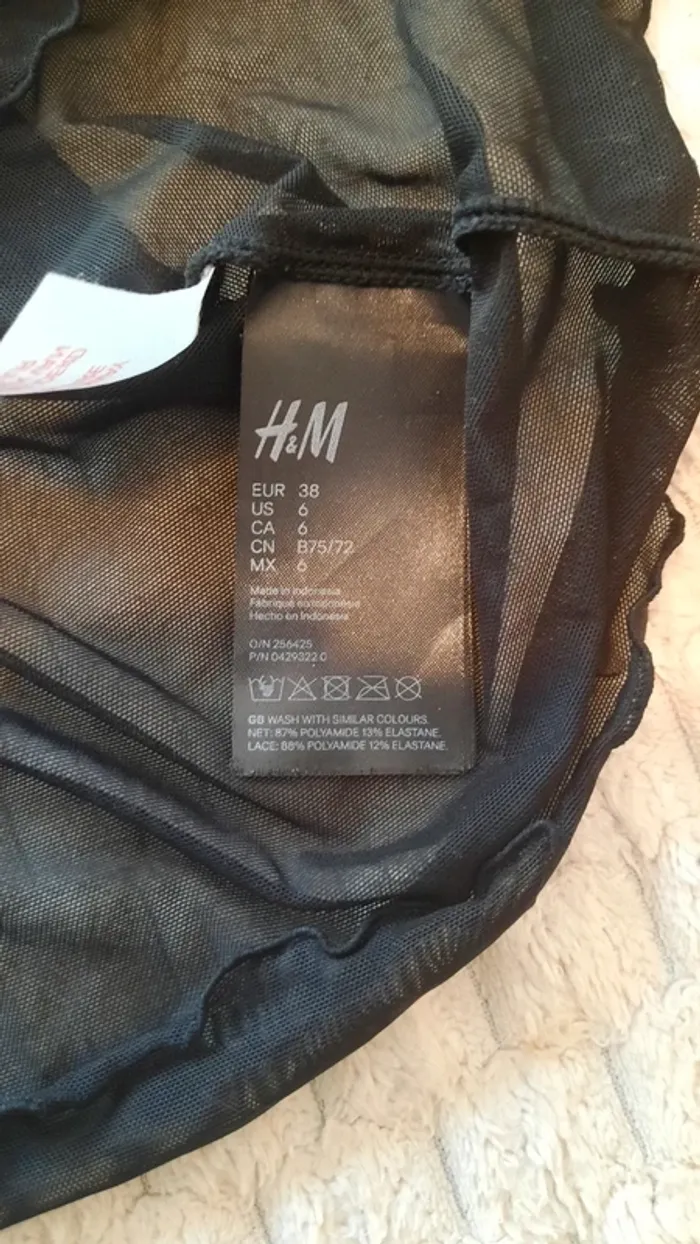 H&M
EUR 38
US 6
CA 6
CN B75/72
MX 6
Made in Indonesia
Fabriqué en Indonésie
Hecho en Indonesia
O/N 256425
P/N 0429322 0
GB WASH WITH SIMILAR COLOURS.
NET: 87% POLYAMIDE 13% ELASTANE.
LACE: 88% POLYAMIDE 12% ELASTANE.